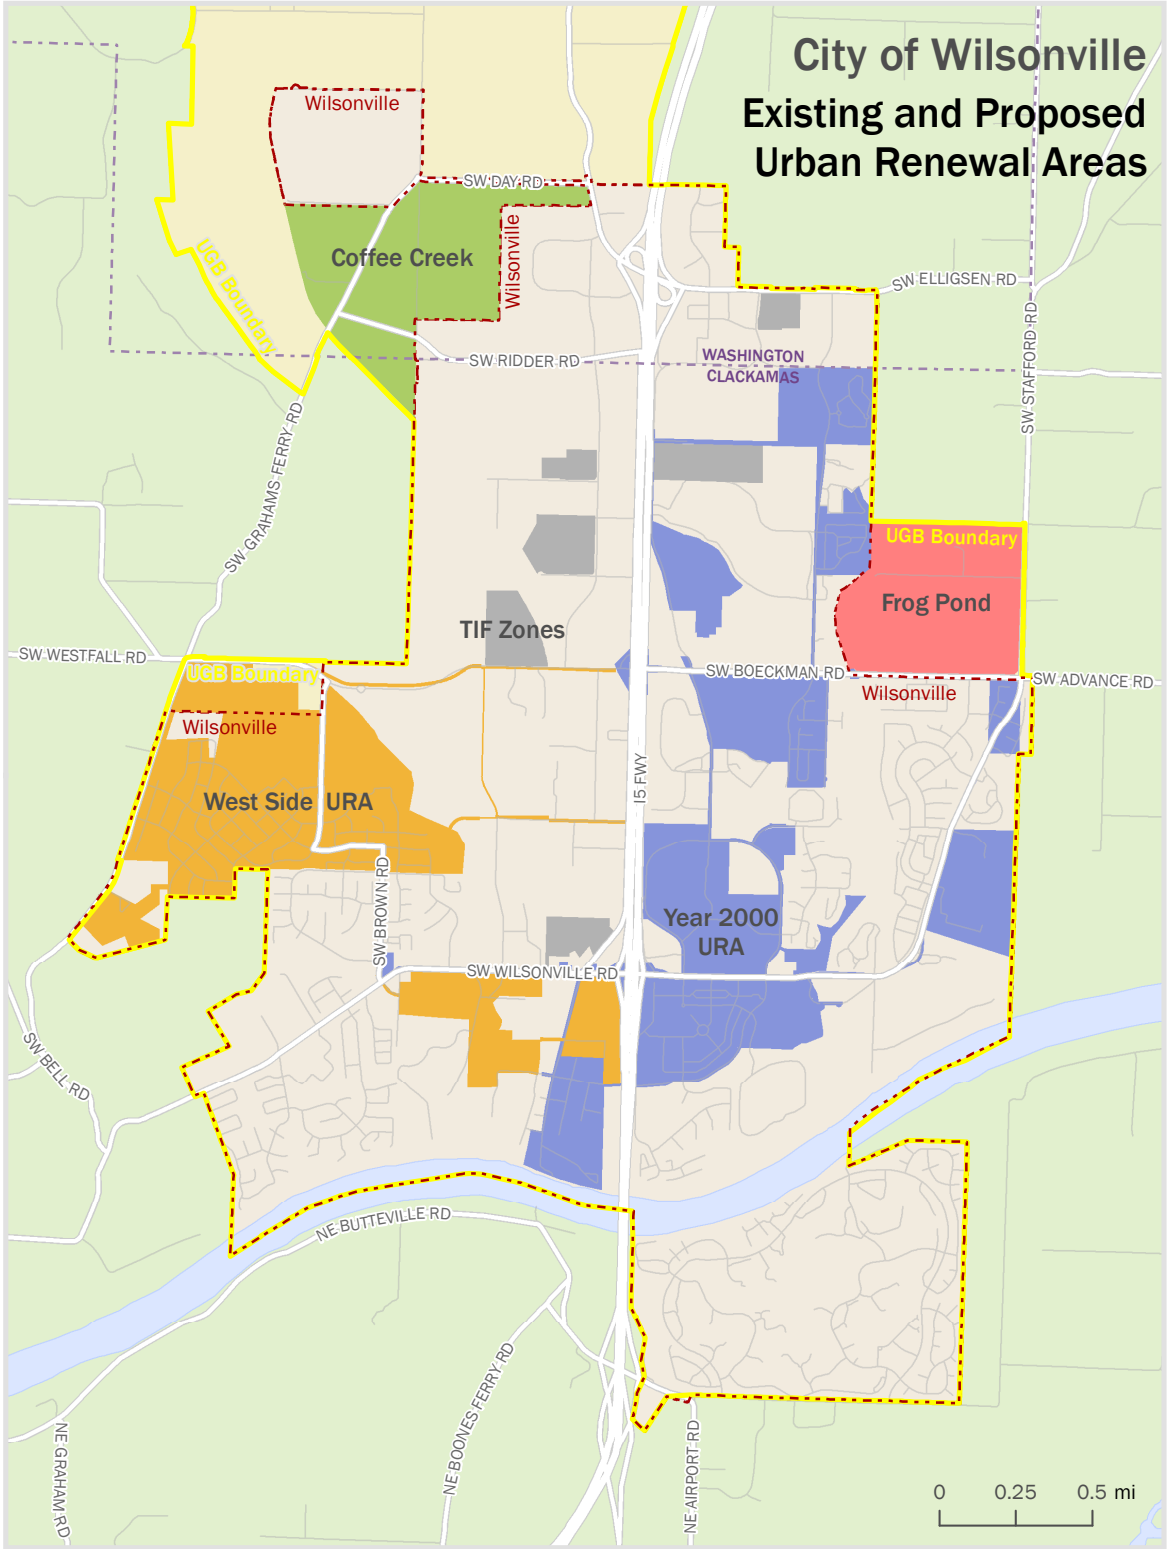 City of Wilsonville
Existing and Proposed
Urban Renewal Areas
Wilsonville
SW DAY RD
Wilsonville
Coffee Creek
UGB Boundary
SW ELLIGSEN RD
SW STAFFORD RD
SW RIDDER RD
WASHINGTON
CLACKAMAS
SW GRAHAMS FERRY RD
UGB Boundary
Frog Pond
TIF Zones
SW WESTFALL RD
UGB Boundary
SW BOECKMAN RD
SW ADVANCE RD
Wilsonville
Wilsonville
I5 FWY
West Side URA
SW BROWN RD
Year 2000
URA
SW WILSONVILLE RD
SW BELL RD
NE BUTTEVILLE RD
NE BOONES FERRY RD
NE GRAHAM RD
NE AIRPORT RD
0 0.25 0.5 mi